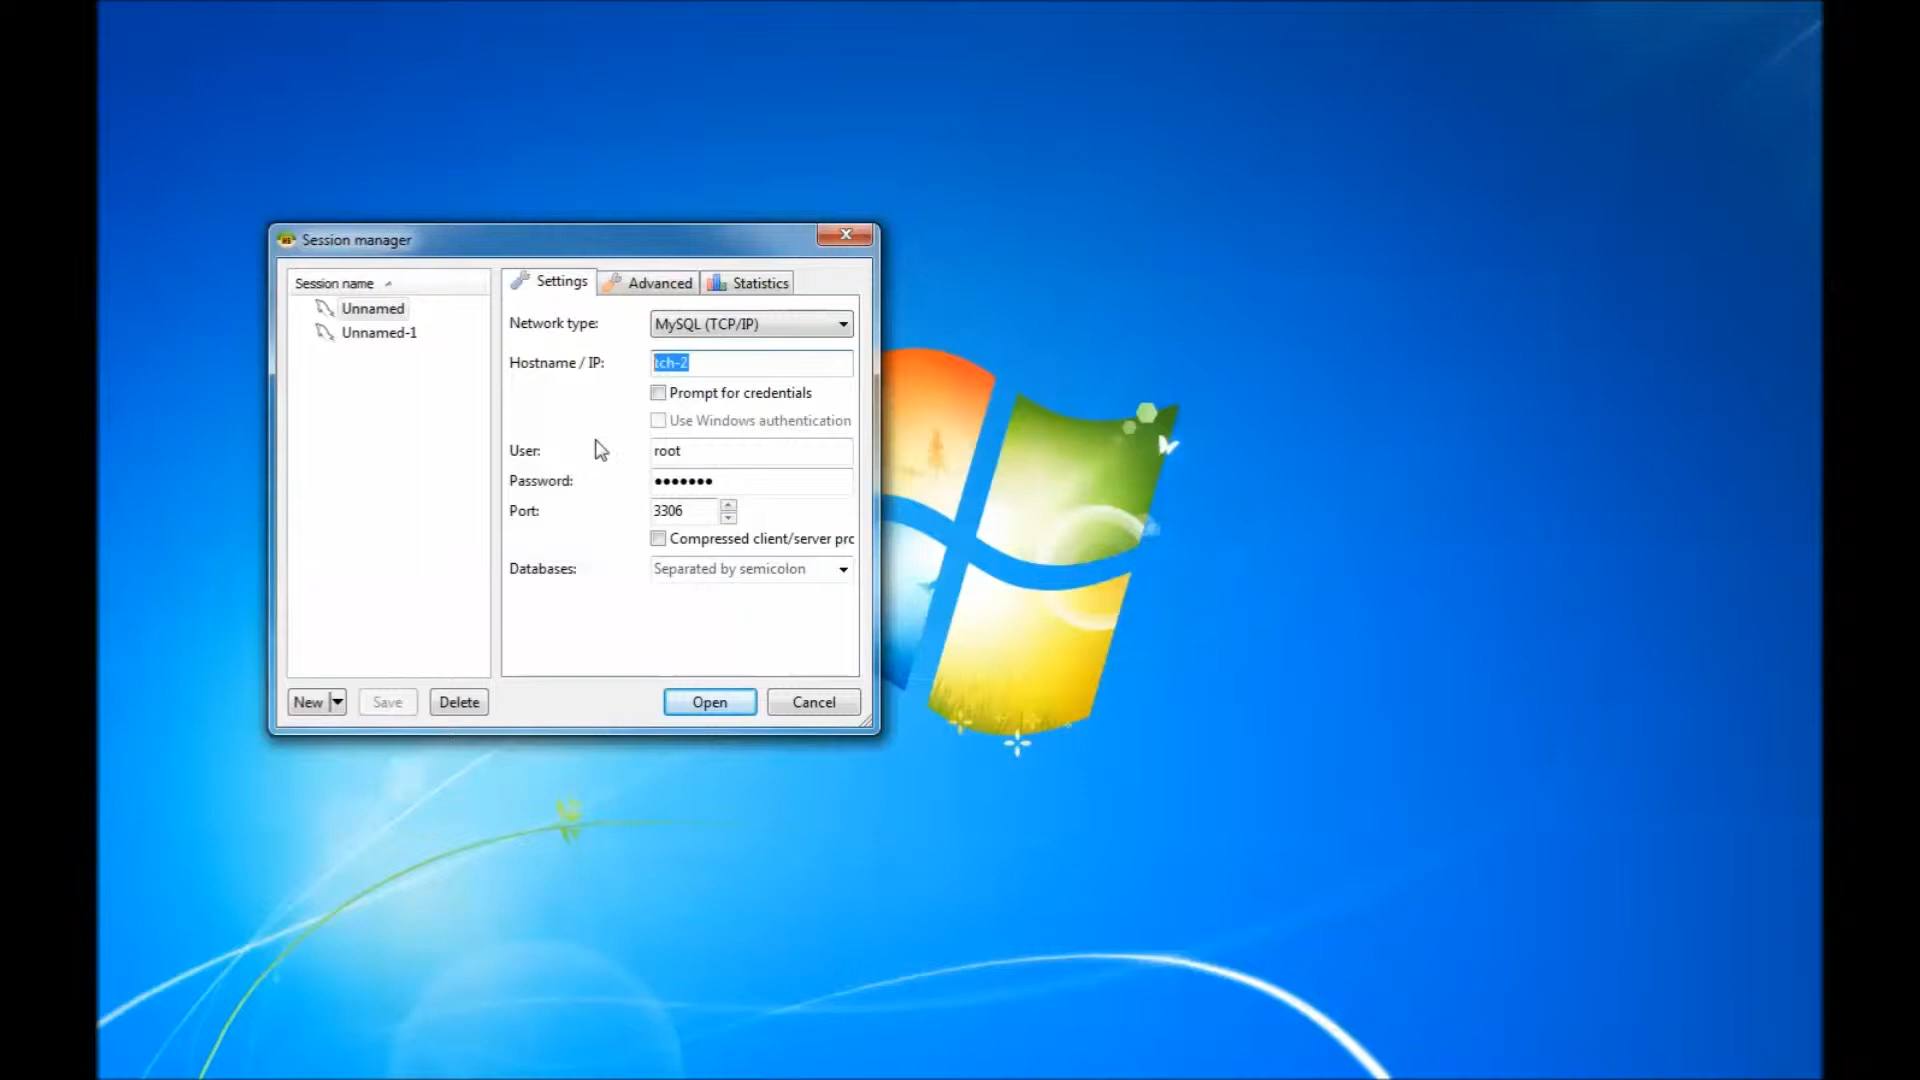 Session manager
Session name
Unnamed
Unnamed-1
Settings
Advanced
Statistics
Network type:
MySQL (TCP/IP)
Hostname / IP:
tch-2
Prompt for credentials
Use Windows authentication
User:
root
Password:
●●●●●●●
Port:
3306
Compressed client/server prc
Databases:
Separated by semicolon
New
Save
Delete
Open
Cancel